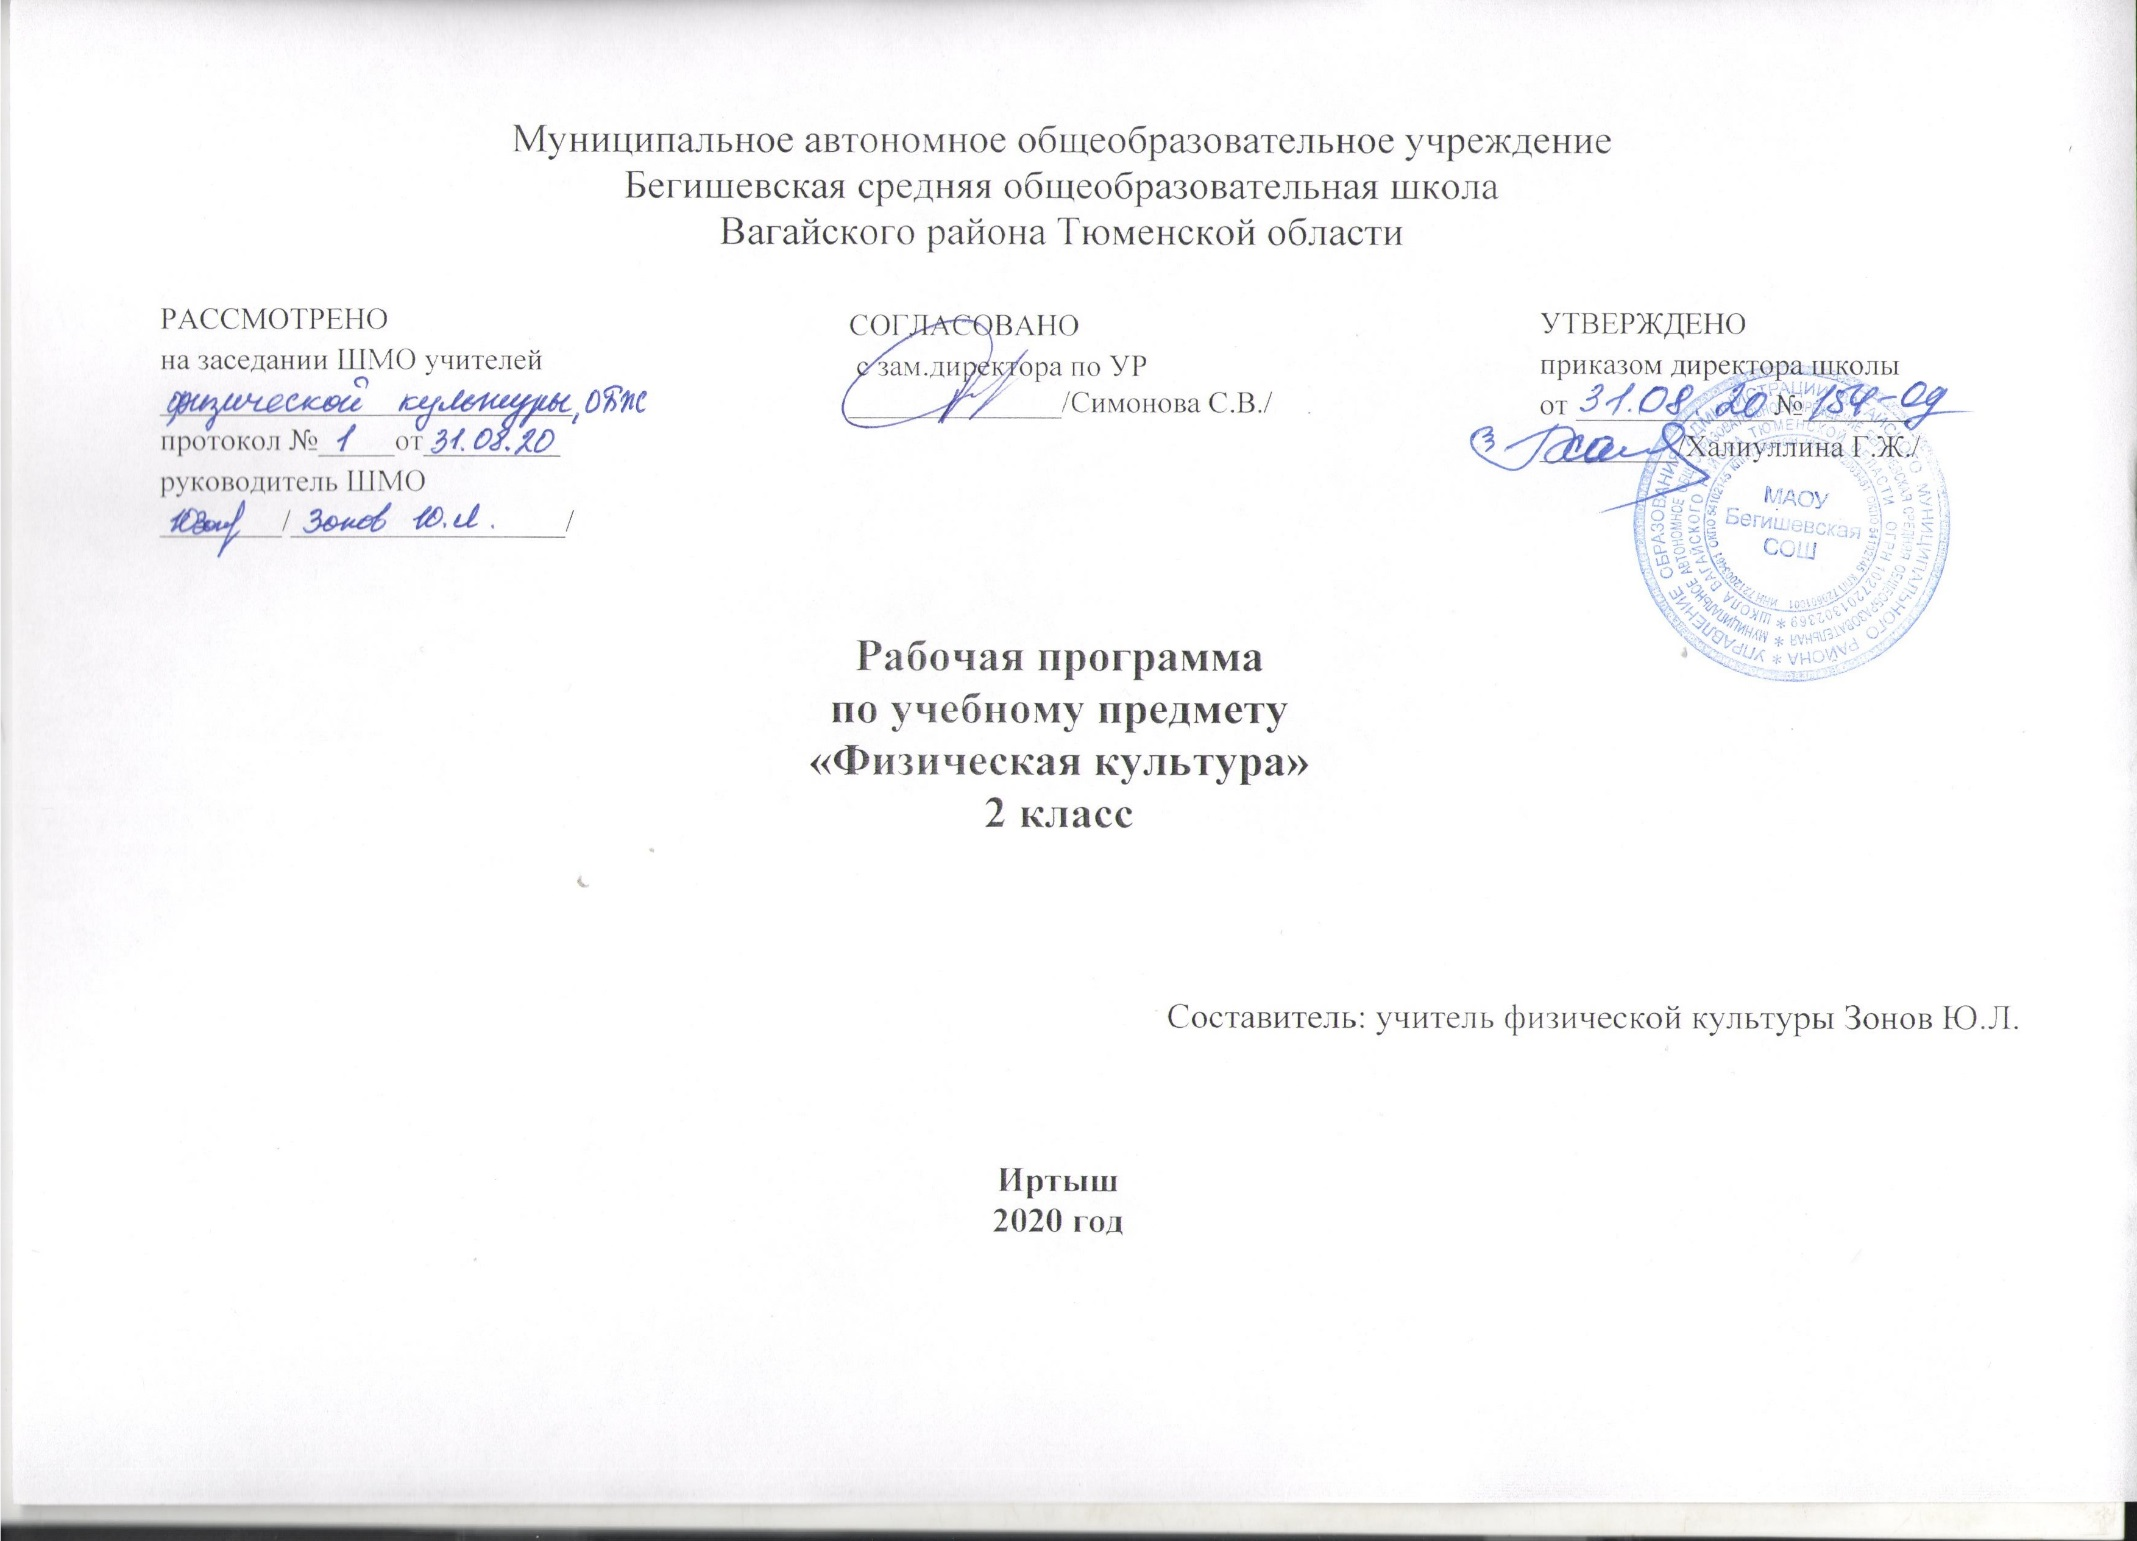 Муниципальное автономное общеобразовательное учреждение
Бегишевская средняя общеобразовательная школа
Вагайского района Тюменской области
РАССМОТРЕНО
на заседании ШМО учителей
физической культуры, ОБЖ
протокол № 1 от 31.08.20
руководитель ШМО
/ Зонов Ю.Л. /
СОГЛАСОВАНО
с зам.директора по УР
/Симонова С.В./
УТВЕРЖДЕНО
приказом директора школы
от 31.08.20 № 154-од
/Халиуллина Г.Ж./
МАОУ
Бегишевская
СОШ
Рабочая программа
по учебному предмету
«Физическая культура»
2 класс
Составитель: учитель физической культуры Зонов Ю.Л.
Иртыш
2020 год